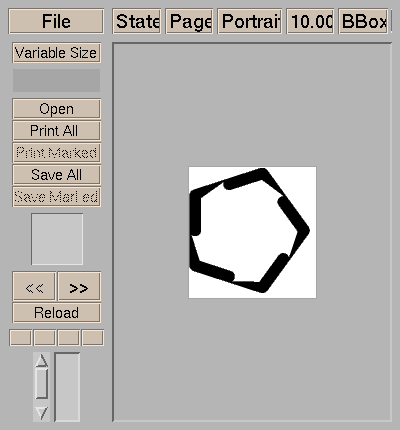 File State Page Portrait 10.00 BBox
Variable Size
Open
Print All
Print Marked
Save All
Save Marked
<< >>
Reload